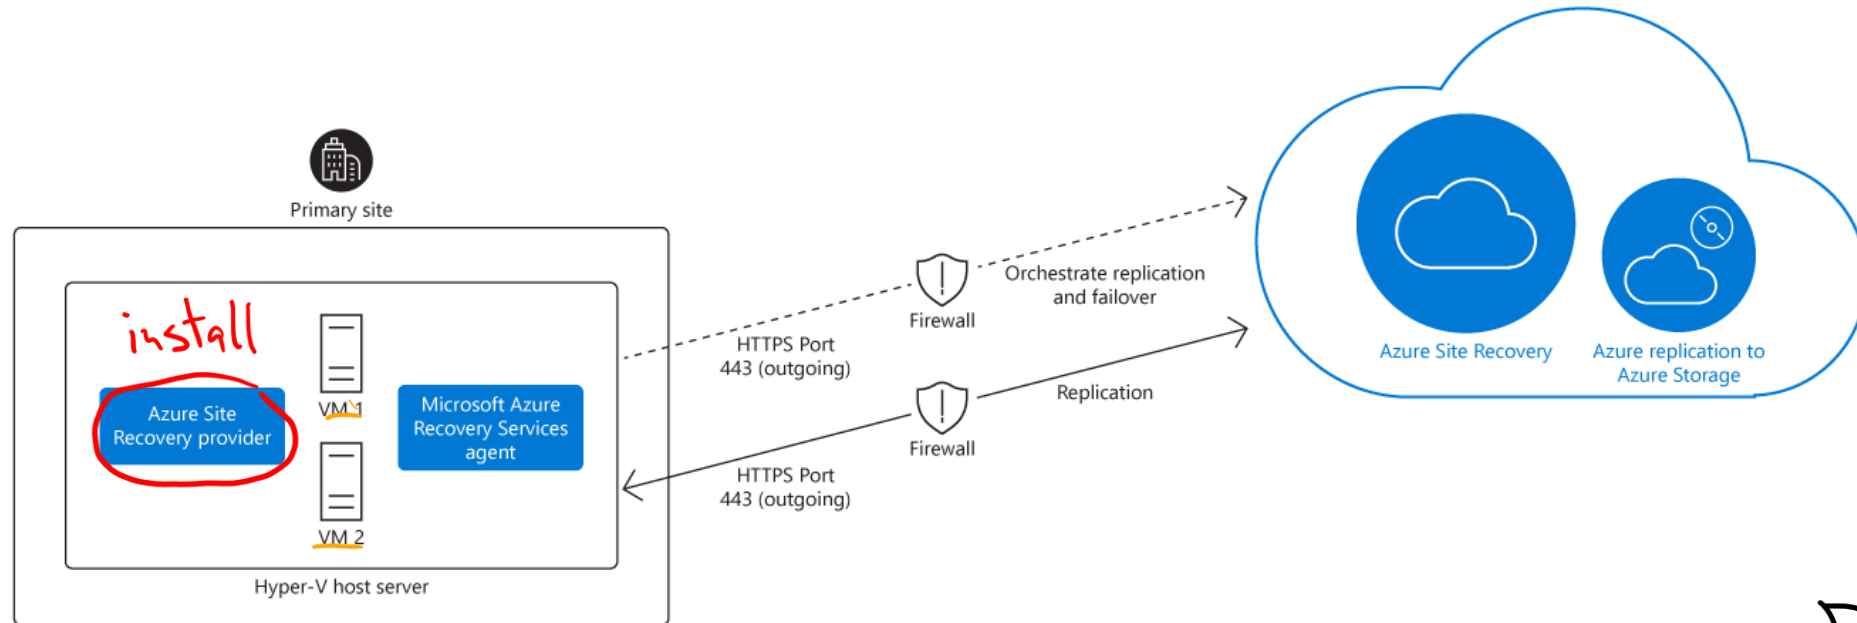 Primary site
install
Azure Site
Recovery provider
VM 1
VM 2
Microsoft Azure
Recovery Services
agent
Hyper-V host server
HTTPS Port
443 (outgoing)
Firewall
Orchestrate replication
and failover
HTTPS Port
443 (outgoing)
Firewall
Replication
Azure Site Recovery
Azure replication to
Azure Storage